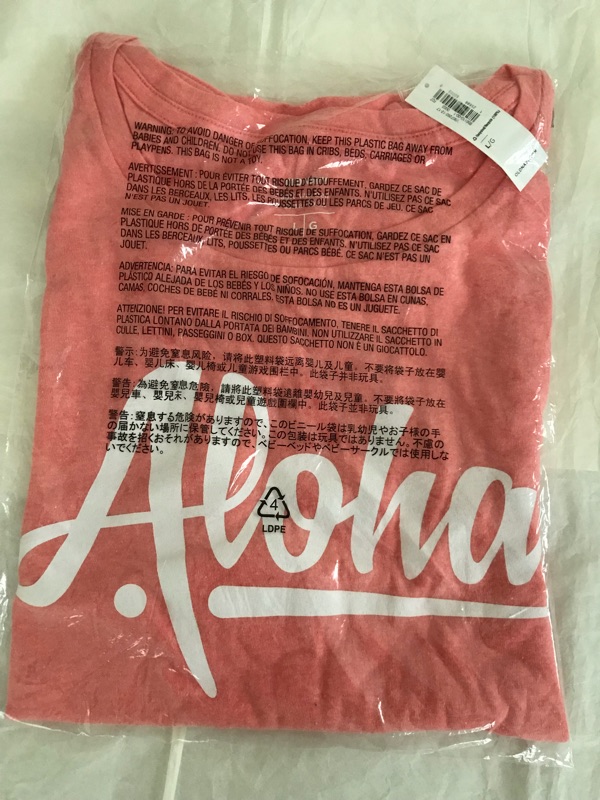 WARNING: TO AVOID DANGER OF SUFFOCATION, KEEP THIS PLASTIC BAG AWAY FROM
BABIES AND CHILDREN. DO NOT USE THIS BAG IN CRIBS, BEDS, CARRIAGES OR
PLAYPENS. THIS BAG IS NOT A TOY.
AVERTISSEMENT : POUR ÉVITER TOUT RISQUE D'ÉTOUFFEMENT, GARDEZ CE SAC DE
PLASTIQUE HORS DE LA PORTÉE DES BÉBÉS ET DES ENFANTS. N'UTILISEZ PAS CE SAC
DANS LES BERCEAUX, LES LITS, LES POUSSETTES OU LES PARCS DE JEU. CE SAC
N'EST PAS UN JOUET.
MISE EN GARDE : POUR PRÉVENIR TOUT RISQUE DE SUFFOCATION, GARDEZ CE SAC EN
PLASTIQUE HORS DE PORTÉE DES BÉBÉS ET DES ENFANTS. N'UTILISEZ PAS CE SAC
DANS LES BERCEAUX, LITS, POUSSETTES OU PARCS BÉBÉ. CE SAC N'EST PAS UN
JOUET.
ADVERTENCIA: PARA EVITAR EL RIESGO DE SOFOCACIÓN, MANTENGA ESTA BOLSA DE
PLÁSTICO ALEJADA DE LOS BEBÉS Y LOS NIÑOS. NO USE ESTA BOLSA EN CUNAS,
CAMAS, COCHES DE BEBÉ NI CORRALES. ESTA BOLSA NO ES UN JUGUETE.
ATTENZIONE! PER EVITARE IL RISCHIO DI SOFFOCAMENTO, TENERE IL SACCHETTO DI
PLASTICA LONTANO DALLA PORTATA DEI BAMBINI, NON UTILIZZARE IL SACCHETTO IN
CULLE, LETTINI, PASSEGGINI O BOX. QUESTO SACCHETTO NON È UN GIOCATTOLO.
警示:为避免窒息风险,请将此塑料袋远离婴儿及儿童,不要将袋子放在婴
儿车、婴儿床、婴儿椅或儿童游戏围栏中。此袋子并非玩具。
警告:為避免窒息危險,請將此塑料袋遠離嬰幼兒及兒童,不要將袋子放在
嬰兒車、嬰兒床、嬰兒椅或兒童遊戲圍欄中。此袋子並非玩具。
警告:窒息する危険がありますので、このビニール袋は乳幼児やお子様の手
の届かない場所に保管してください。この包装は玩具ではありません。不慮の
事故を招くおそれがありますので、ベビーベッドやベビーサークルでは使用しな
いでください。
L/G
G
Aloha
4
LDPE